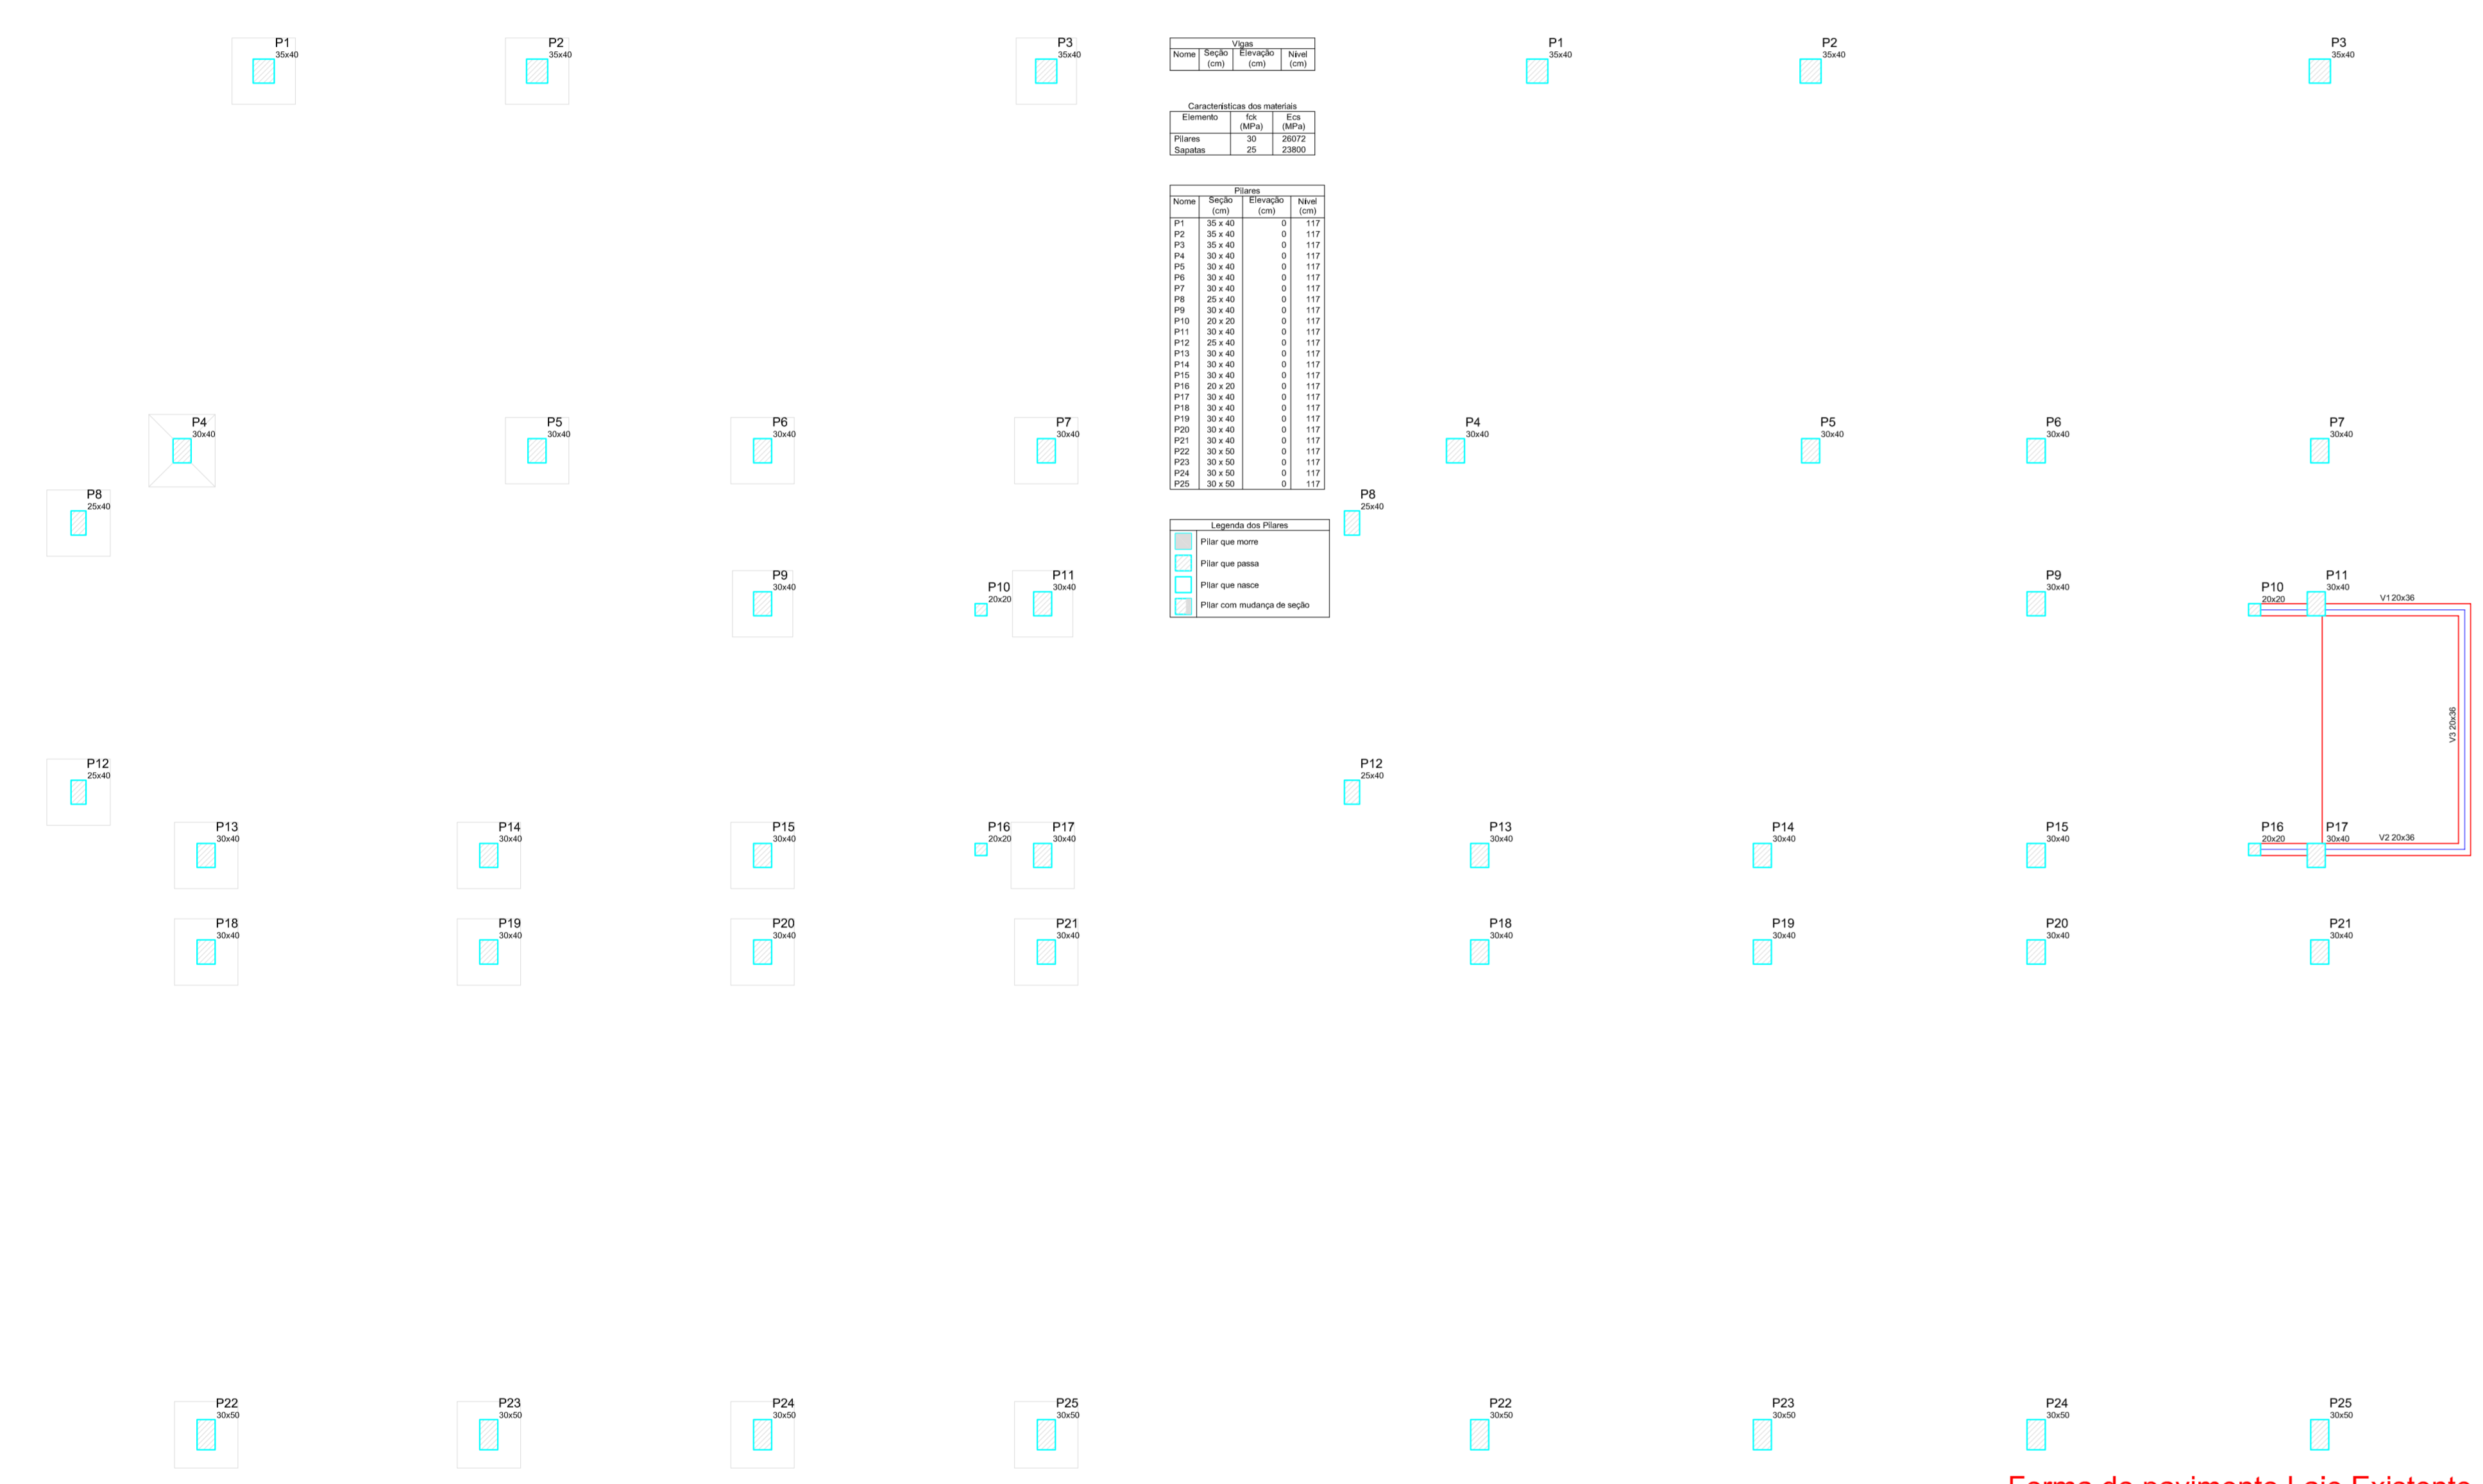 P1
35x40
P2
35x40
P3
35x40
P4
30x40
P5
30x40
P6
30x40
P7
30x40
P8
25x40
P9
30x40
P10
20x20
P11
30x40
P12
25x40
P13
30x40
P14
30x40
P15
30x40
P16
20x20
P17
30x40
P18
30x40
P19
30x40
P20
30x40
P21
30x40
P22
30x50
P23
30x50
P24
30x50
P25
30x50
Vigas
Nome Seção (cm) Elevação (cm) Nível (cm)
Características dos materiais
Elemento fck (MPa) Ecs (MPa)
Pilares 30 26072
Sapatas 25 23800
Pilares
Nome Seção (cm) Elevação (cm) Nível (cm)
P1 35 x 40 0 117
P2 35 x 40 0 117
P3 35 x 40 0 117
P4 30 x 40 0 117
P5 30 x 40 0 117
P6 30 x 40 0 117
P7 30 x 40 0 117
P8 25 x 40 0 117
P9 30 x 40 0 117
P10 20 x 20 0 117
P11 30 x 40 0 117
P12 25 x 40 0 117
P13 30 x 40 0 117
P14 30 x 40 0 117
P15 30 x 40 0 117
P16 20 x 20 0 117
P17 30 x 40 0 117
P18 30 x 40 0 117
P19 30 x 40 0 117
P20 30 x 40 0 117
P21 30 x 40 0 117
P22 30 x 50 0 117
P23 30 x 50 0 117
P24 30 x 50 0 117
P25 30 x 50 0 117
Legenda dos Pilares
Pilar que morre
Pilar que passa
Pilar que nasce
Pilar com mudança de seção
P1
35x40
P2
35x40
P3
35x40
P4
30x40
P5
30x40
P6
30x40
P7
30x40
P8
25x40
P9
30x40
P10
20x20
P11
30x40
V1 20x36
V3 20x36
P12
25x40
P13
30x40
P14
30x40
P15
30x40
P16
20x20
P17
30x40
V2 20x36
P18
30x40
P19
30x40
P20
30x40
P21
30x40
P22
30x50
P23
30x50
P24
30x50
P25
30x50
Forma do pavimento Laje Existente